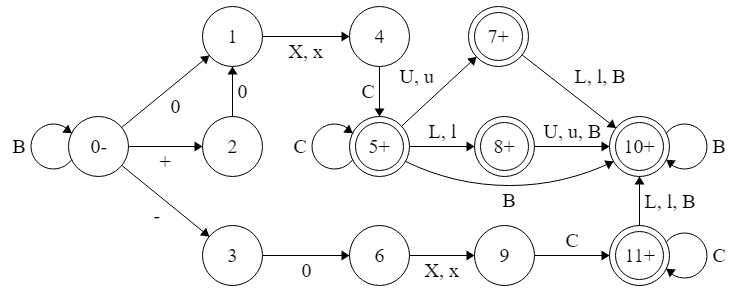 1
X, x
4
U, u
7+
L, l, B
0
C
0
B
0-
+
2
C
5+
L, l
8+
U, u, B
10+
B
B
-
L, l, B
3
0
6
X, x
9
C
11+
C